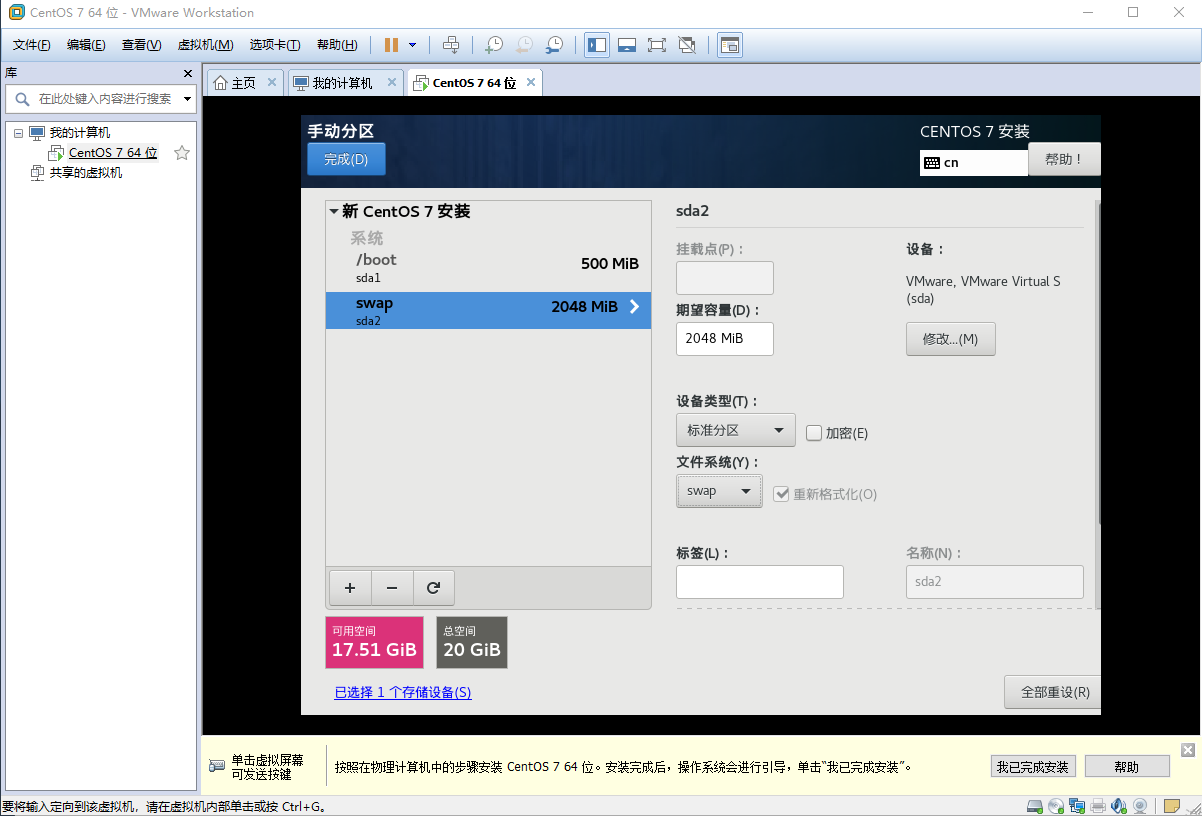 CentOS 7 64 位 - VMware Workstation
文件(F) 编辑(E) 查看(V) 虚拟机(M) 选项卡(T) 帮助(H)
库
在此处键入内容进行搜索
我的计算机
CentOS 7 64 位
共享的虚拟机
主页
我的计算机
CentOS 7 64 位
手动分区
完成(D)
CENTOS 7 安装
cn
帮助！
新 CentOS 7 安装
系统
/boot
sda1
500 MiB
swap
sda2
2048 MiB
可用空间
17.51 GiB
总空间
20 GiB
已选择 1 个存储设备(S)
sda2
挂载点(P)：
期望容量(D)：
2048 MiB
设备：
VMware, VMware Virtual S
(sda)
修改...(M)
设备类型(T)：
标准分区
加密(E)
文件系统(Y)：
swap
重新格式化(O)
标签(L)：
名称(N)：
sda2
全部重设(R)
单击虚拟屏幕
可发送按键
按照在物理计算机中的步骤安装 CentOS 7 64 位。安装完成后，操作系统会进行引导，单击“我已完成安装”。
我已完成安装
帮助
要将输入定向到该虚拟机，请在虚拟机内部单击或按 Ctrl+G。